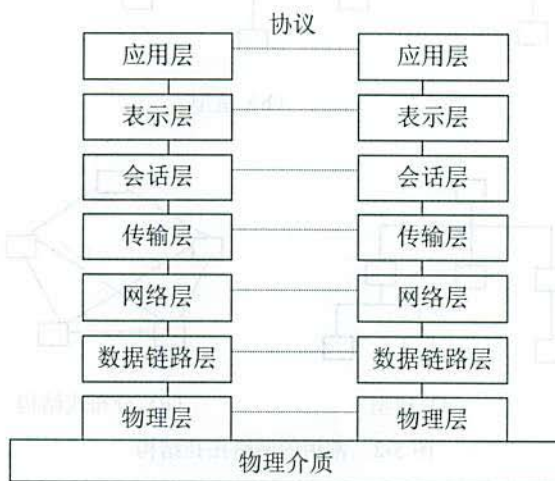 协议
应用层 应用层
表示层 表示层
会话层 会话层
传输层 传输层
网络层 网络层
数据链路层 数据链路层
物理层 物理层
物理介质